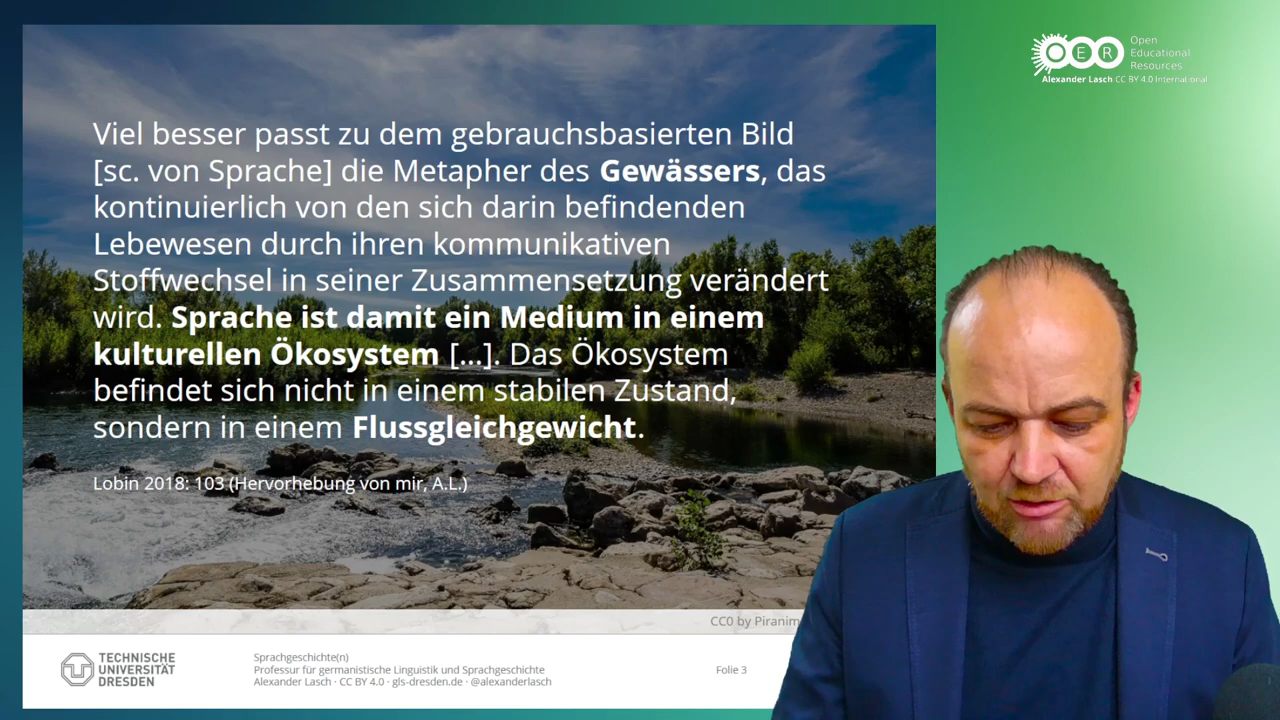 Viel besser passt zu dem gebrauchsbasierten Bild
[sc. von Sprache] die Metapher des Gewässers, das
kontinuierlich von den sich darin befindenden
Lebewesen durch ihren kommunikativen
Stoffwechsel in seiner Zusammensetzung verändert
wird. Sprache ist damit ein Medium in einem
kulturellen Ökosystem [...]. Das Ökosystem
befindet sich nicht in einem stabilen Zustand,
sondern in einem Flussgleichgewicht.
Lobin 2018: 103 (Hervorhebung von mir, A.L.)
CC0 by
TECHNISCHE
UNIVERSITÄT
DRESDEN
Sprachgeschichte(n)
Professur für germanistische Linguistik und Sprachgeschichte
Alexander Lasch · CC BY 4.0 · gls-dresden.de · @alexanderlasch
Folie 3
OER
Open
Educational
Resources
Alexander Lasch CC BY 4.0 International